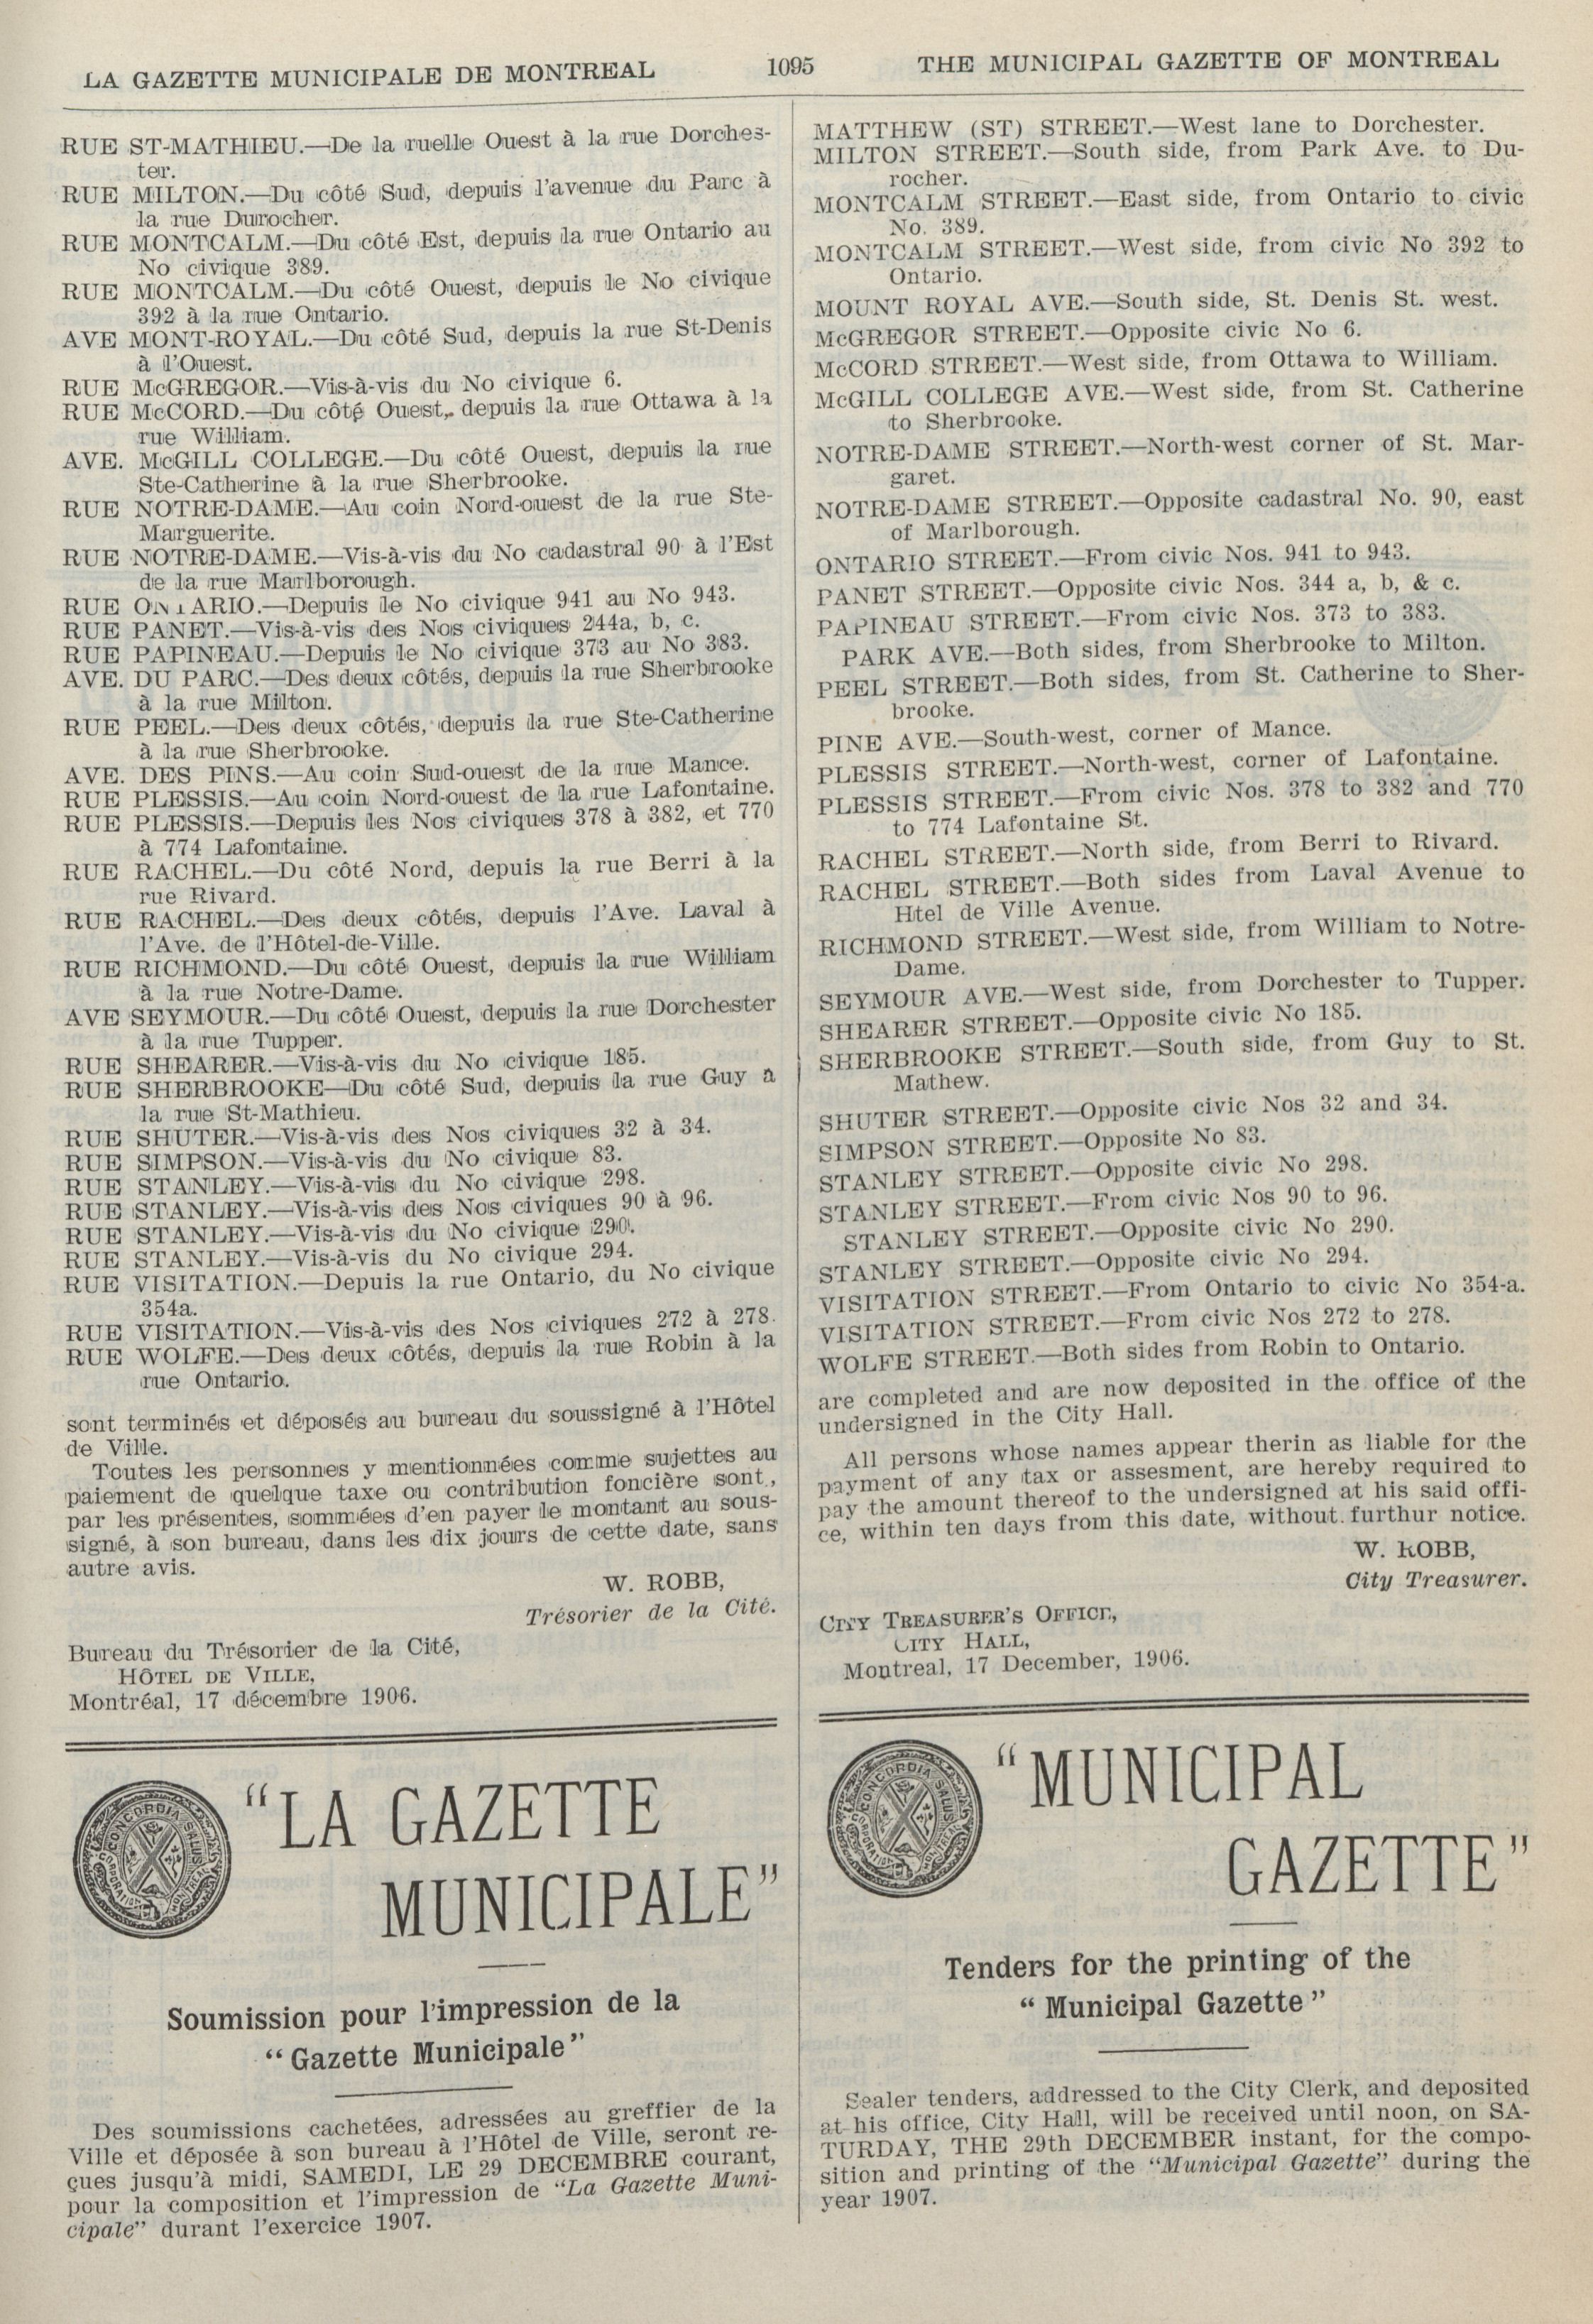 LA GAZETTE MUNICIPALE DE MONTREAL 1095 THE MUNICIPAL GAZETTE OF MONTREAL
RUE ST-MATHIEU.—De la ruelle Ouest à la rue Dorches-
ter.
RUE MILTON.—Du côté Sud, depuis l'avenue du Parc à
la rue Durocher.
RUE MONTCALM.—Du côté Est, depuis la rue Ontario au
No civique 389.
RUE MONTCALM.—Du côté Ouest, depuis le No civique
392 à la rue Ontario.
AVE MONT-ROYAL.—Du côté Sud, depuis la rue St-Denis
à l'Ouest.
RUE McGREGOR.—Vis-à-vis du No civique 6.
RUE McCORD.—Du côté Ouest, depuis la rue Ottawa à la
rue William.
AVE. McGILL COLLEGE.—Du côté Ouest, depuis la rue
Ste-Catherine à la rue Sherbrooke.
RUE NOTRE-DAME.—Au coin Nord-ouest de la rue Ste-
Marguerite.
RUE NOTRE-DAME.—Vis-à-vis du No cadastral 90 à l'Est
de la rue Marlborough.
RUE ONTARIO.—Depuis le No civique 941 au No 943.
RUE PANET.—Vis-à-vis des Nos civiques 244a, b, c.
RUE PAPINEAU.—Depuis le No civique 373 au No 383.
AVE. DU PARC.—Des deux côtés, depuis la rue Sherbrooke
à la rue Milton.
RUE PEEL.—Des deux côtés, depuis la rue Ste-Catherine
à la rue Sherbrooke.
AVE. DES PINS.—Au coin Sud-ouest de la rue Mance.
RUE PLESSIS.—Au coin Nord-ouest de la rue Lafontaine.
RUE PLESSIS.—Depuis les Nos civiques 378 à 382, et 770
à 774 Lafontaine.
RUE RACHEL.—Du côté Nord, depuis la rue Berri à la
rue Rivard.
RUE RACHEL.—Des deux côtés, depuis l'Ave. Laval à
l'Ave. de l'Hôtel-de-Ville.
RUE RICHMOND.—Du côté Ouest, depuis la rue William
à la rue Notre-Dame.
AVE SEYMOUR.—Du côté Ouest, depuis la rue Dorchester
à la rue Tupper.
RUE SHEARER.—Vis-à-vis du No civique 185.
RUE SHERBROOKE—Du côté Sud, depuis la rue Guy à
la rue St-Mathieu.
RUE SHUTER.—Vis-à-vis des Nos civiques 32 à 34.
RUE SIMPSON.—Vis-à-vis du No civique 83.
RUE STANLEY.—Vis-à-vis du No civique 298.
RUE STANLEY.—Vis-à-vis des Nos civiques 90 à 96.
RUE STANLEY.—Vis-à-vis du No civique 290.
RUE STANLEY.—Vis-à-vis du No civique 294.
RUE VISITATION.—Depuis la rue Ontario, du No civique
354a.
RUE VISITATION.—Vis-à-vis des Nos civiques 272 à 278.
RUE WOLFE.—Des deux côtés, depuis la rue Robin à la
rue Ontario.
sont terminés et déposés au bureau du soussigné à l'Hôtel
de Ville.
Toutes les personnes y mentionnées comme sujettes au
paiement de quelque taxe ou contribution foncière sont,
par les présentes, sommées d'en payer le montant au sous-
signé, à son bureau, dans les dix jours de cette date, sans
autre avis.
W. ROBB,
Trésorier de la Cité.
Bureau du Trésorier de la Cité,
HÔTEL DE VILLE,
Montréal, 17 décembre 1906.
CONCORDIA SALUS
CORPORATION MONTREAL
"LA GAZETTE
MUNICIPALE"
Soumission pour l'impression de la
"Gazette Municipale"
Des soumissions cachetées, adressées au greffier de la
Ville et déposée à son bureau à l'Hôtel de Ville, seront re-
çues jusqu'à midi, SAMEDI, LE 29 DECEMBRE courant,
pour la composition et l'impression de "La Gazette Muni-
cipale" durant l'exercice 1907.
MATTHEW (ST) STREET.—West lane to Dorchester.
MILTON STREET.—South side, from Park Ave. to Du-
rocher.
MONTCALM STREET.—East side, from Ontario to civic
No. 389.
MONTCALM STREET.—West side, from civic No 392 to
Ontario.
MOUNT ROYAL AVE.—South side, St. Denis St. west.
McGREGOR STREET.—Opposite civic No 6.
McCORD STREET.—West side, from Ottawa to William.
McGILL COLLEGE AVE.—West side, from St. Catherine
to Sherbrooke.
NOTRE-DAME STREET.—North-west corner of St. Mar-
garet.
NOTRE-DAME STREET.—Opposite cadastral No. 90, east
of Marlborough.
ONTARIO STREET.—From civic Nos. 941 to 943.
PANET STREET.—Opposite civic Nos. 344 a, b, & c.
PAPINEAU STREET.—From civic Nos. 373 to 383.
PARK AVE.—Both sides, from Sherbrooke to Milton.
PEEL STREET.—Both sides, from St. Catherine to Sher-
brooke.
PINE AVE.—South-west, corner of Mance.
PLESSIS STREET.—North-west, corner of Lafontaine.
PLESSIS STREET.—From civic Nos. 378 to 382 and 770
to 774 Lafontaine St.
RACHEL STREET.—North side, from Berri to Rivard.
RACHEL STREET.—Both sides from Laval Avenue to
Htel de Ville Avenue.
RICHMOND STREET.—West side, from William to Notre-
Dame.
SEYMOUR AVE.—West side, from Dorchester to Tupper.
SHEARER STREET.—Opposite civic No 185.
SHERBROOKE STREET.—South side, from Guy to St.
Mathew.
SHUTER STREET.—Opposite civic Nos 32 and 34.
SIMPSON STREET.—Opposite No 83.
STANLEY STREET.—Opposite civic No 298.
STANLEY STREET.—From civic Nos 90 to 96.
STANLEY STREET.—Opposite civic No 290.
STANLEY STREET.—Opposite civic No 294.
VISITATION STREET.—From Ontario to civic No 354-a.
VISITATION STREET.—From civic Nos 272 to 278.
WOLFE STREET.—Both sides from Robin to Ontario.
are completed and are now deposited in the office of the
undersigned in the City Hall.
All persons whose names appear therin as liable for the
payment of any tax or assesment, are hereby required to
pay the amount thereof to the undersigned at his said offi-
ce, within ten days from this date, without furthur notice.
W. ROBB,
City Treasurer.
CITY TREASURER'S OFFICE,
CITY HALL,
Montreal, 17 December, 1906.
CONCORDIA SALUS
CORPORATION MONTREAL
"MUNICIPAL
GAZETTE"
Tenders for the printing of the
"Municipal Gazette"
Sealer tenders, addressed to the City Clerk, and deposited
at his office, City Hall, will be received until noon, on SA-
TURDAY, THE 29th DECEMBER instant, for the compo-
sition and printing of the "Municipal Gazette" during the
year 1907.